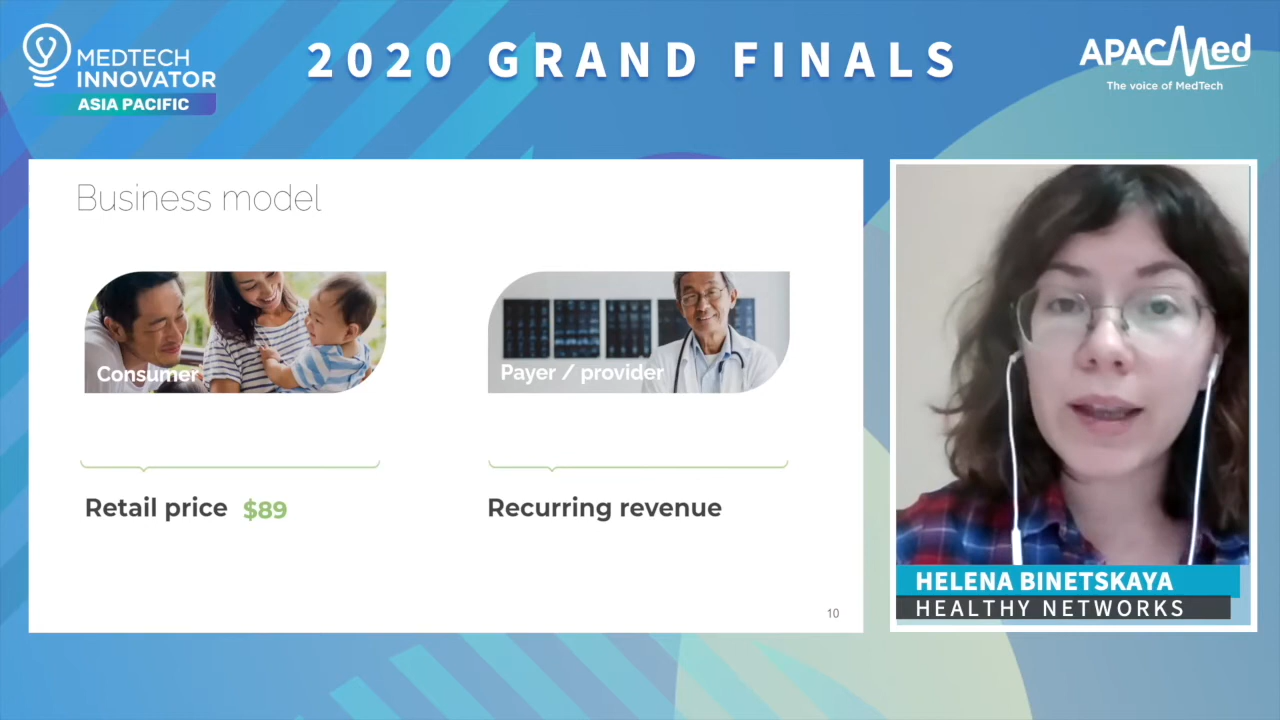 MEDTECH
INNOVATOR
ASIA PACIFIC
2020 GRAND FINALS
APACMed
The voice of MedTech
Business model
Consumer
Payer / provider
Retail price $89
Recurring revenue
10
HELENA BINETSKAYA
HEALTHY NETWORKS